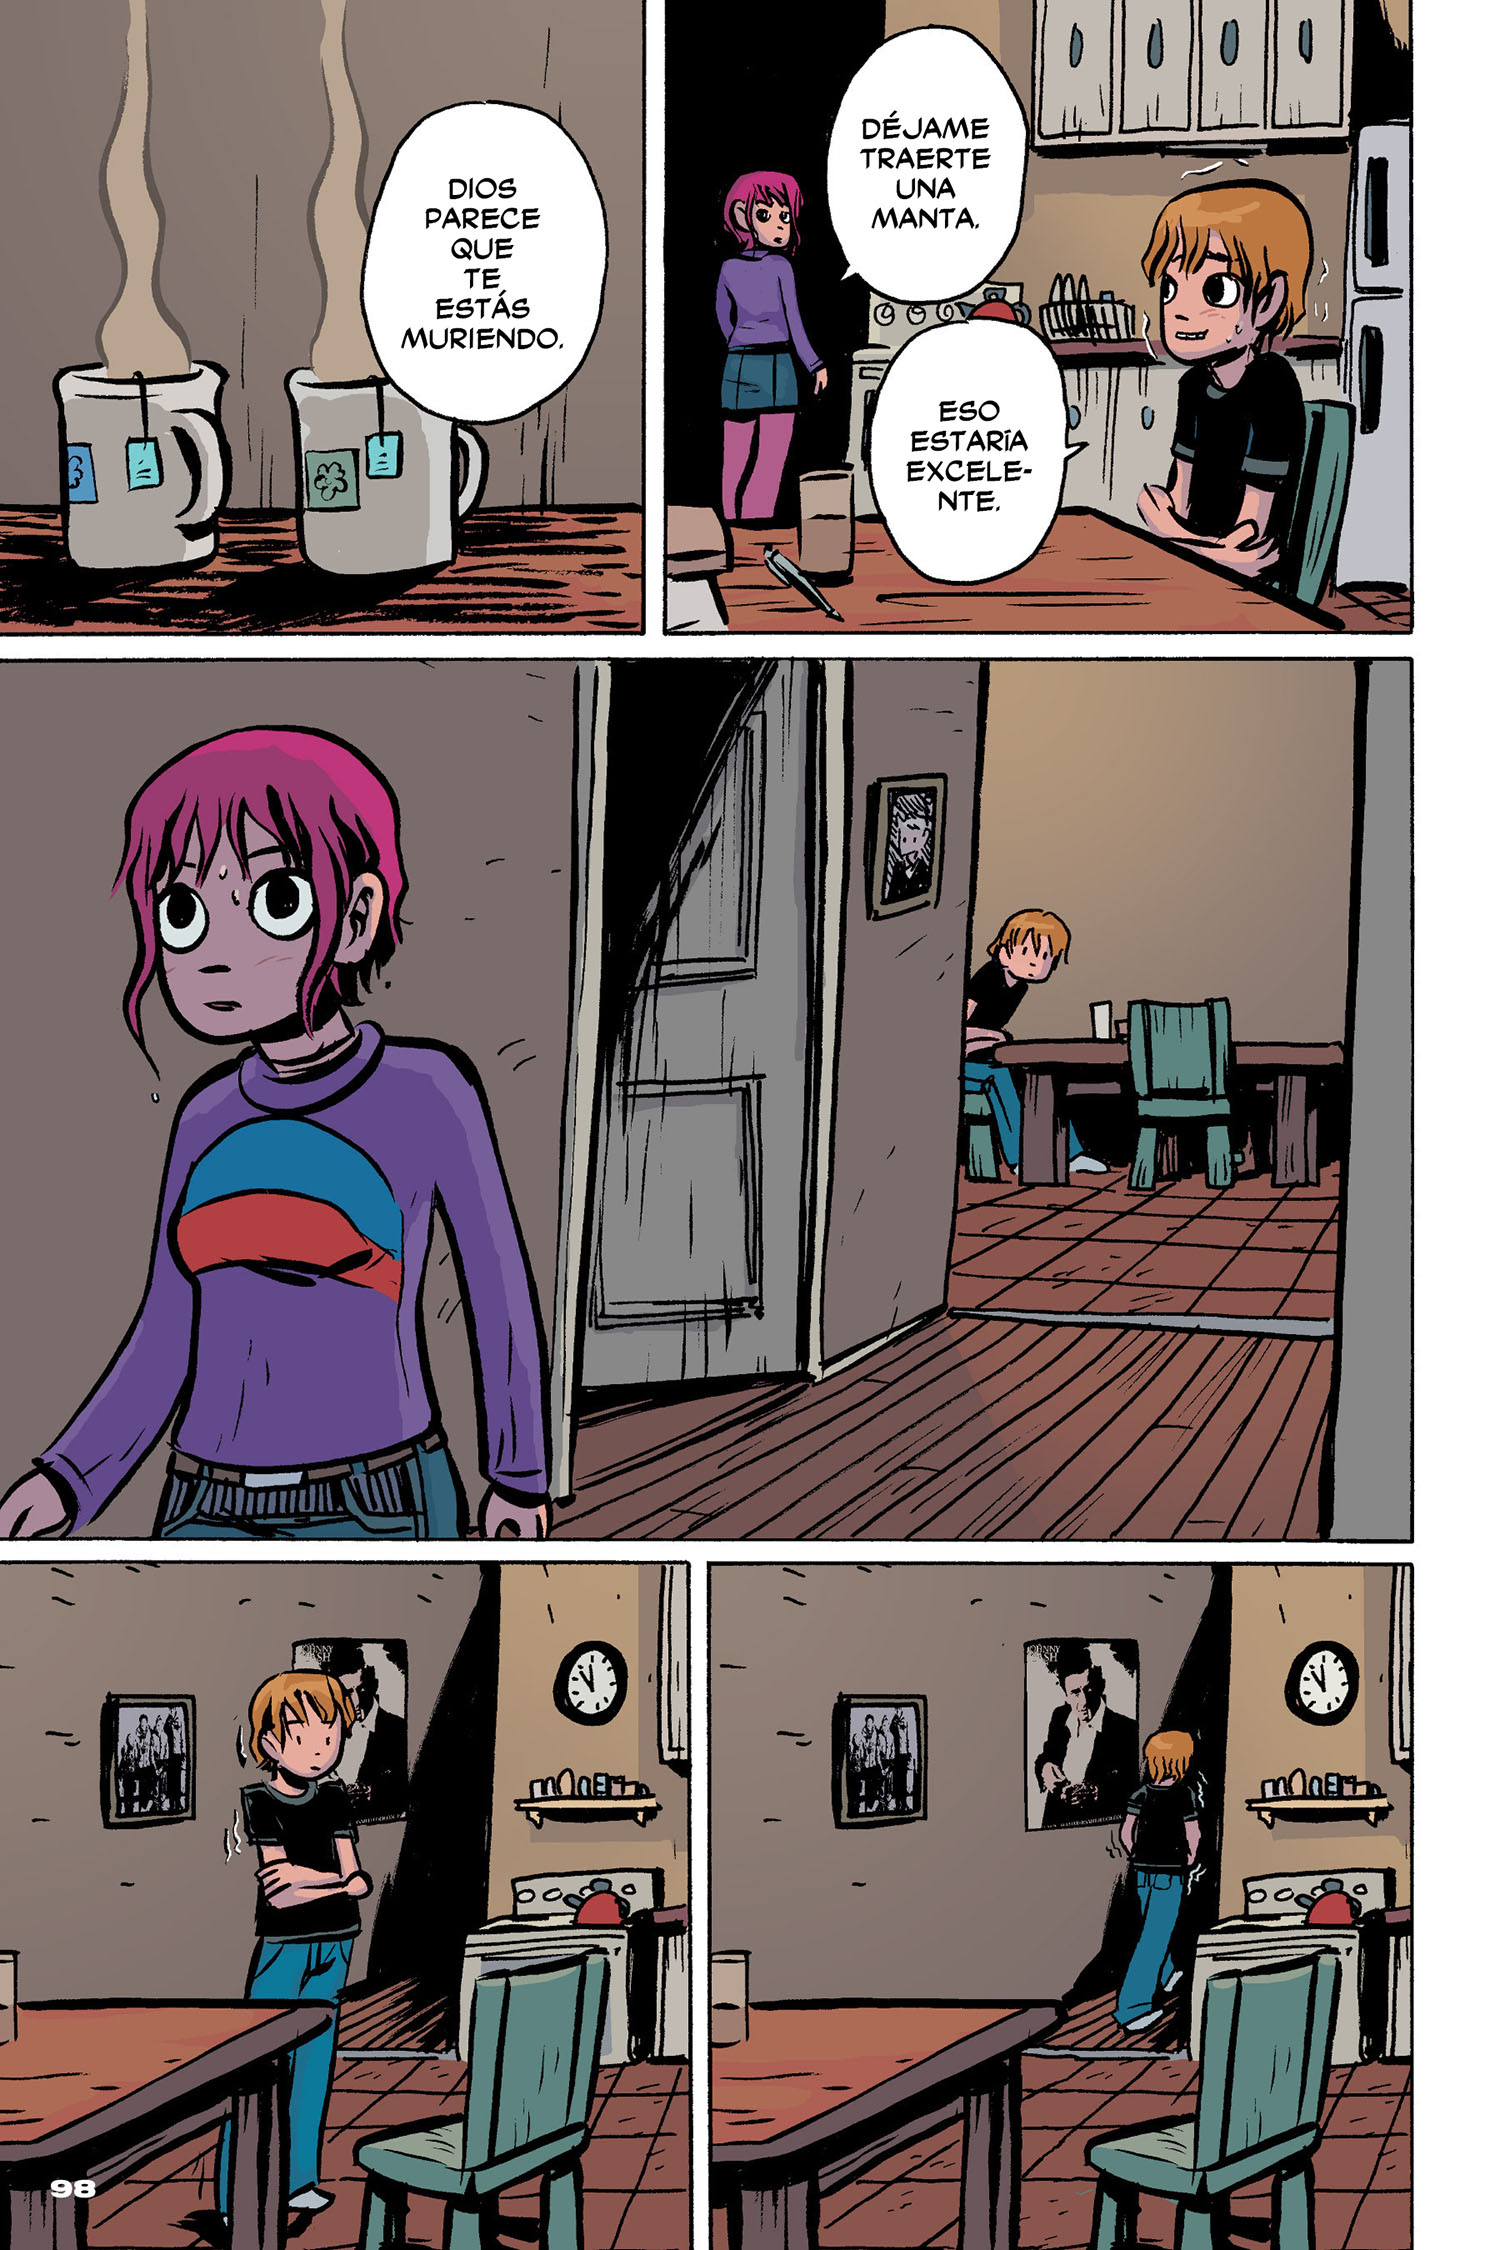 DIOS
PARECE
QUE
TE
ESTÁS
MURIENDO.
DÉJAME
TRAERTE
UNA
MANTA.
ESO
ESTARÍA
EXCELE-
NTE.
98